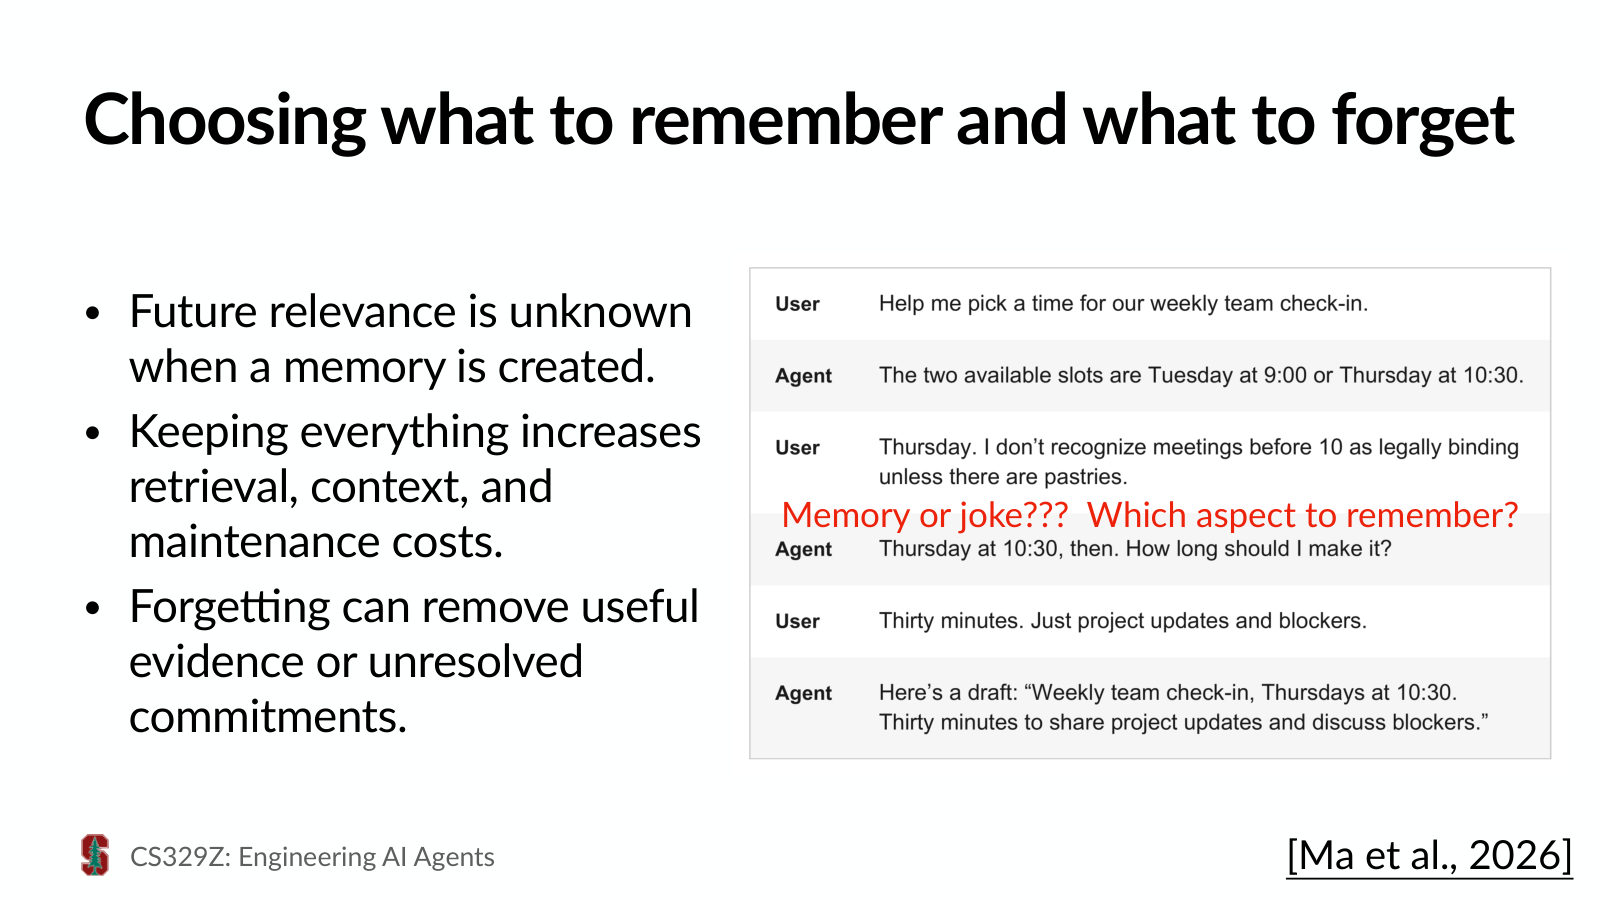 Choosing what to remember and what to forget
• Future relevance is unknown
when a memory is created.
• Keeping everything increases
retrieval, context, and
maintenance costs.
• Forgetting can remove useful
evidence or unresolved
commitments.
User Help me pick a time for our weekly team check-in.
Agent The two available slots are Tuesday at 9:00 or Thursday at 10:30.
User Thursday. I don’t recognize meetings before 10 as legally binding
unless there are pastries.
Memory or joke??? Which aspect to remember?
Agent Thursday at 10:30, then. How long should I make it?
User Thirty minutes. Just project updates and blockers.
Agent Here’s a draft: “Weekly team check-in, Thursdays at 10:30.
Thirty minutes to share project updates and discuss blockers.”
CS329Z: Engineering AI Agents
[Ma et al., 2026]